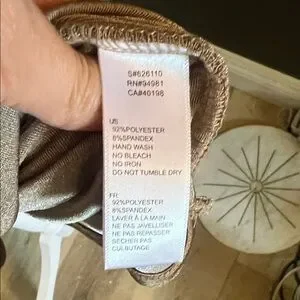 S#626110
RN#94981
CA#40198
US
92%POLYESTER
8%SPANDEX
HAND WASH
NO BLEACH
NO IRON
DO NOT TUMBLE DRY
FR
92%POLYESTER
8%SPANDEX
LAVER À LA MAIN
NE PAS JAVELLISER
NE PAS REPASSER
SECHER PAS
CULBUTAGE